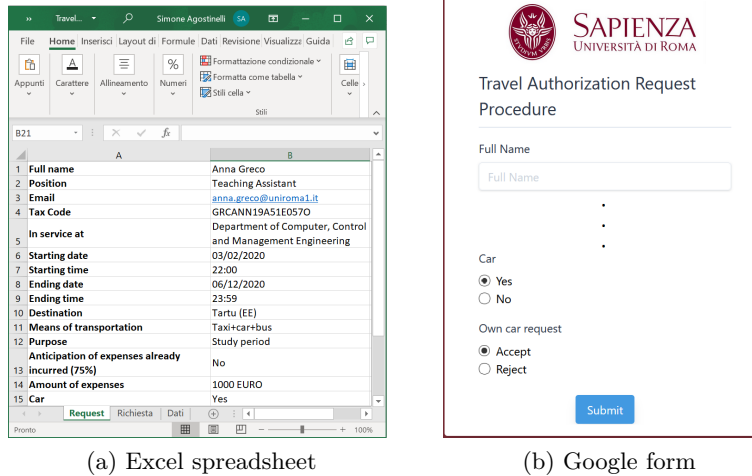 Travel...
Simone Agostinelli SA
File Home Inserisci Layout di Formule Dati Revisione Visualizza Guida
Appunti
Carattere
Allineamento
%
Numeri
Formattazione condizionale
Formatta come tabella
Stili cella
Stili
Celle
B21
fx
A B
1 Full name Anna Greco
2 Position Teaching Assistant
3 Email anna.greco@uniroma1.it
4 Tax Code GRCANN19A51E057O
5 In service at Department of Computer, Control
and Management Engineering
6 Starting date 03/02/2020
7 Starting time 22:00
8 Ending date 06/12/2020
9 Ending time 23:59
10 Destination Tartu (EE)
11 Means of transportation Taxi+car+bus
12 Purpose Study period
Anticipation of expenses already
13 incurred (75%) No
14 Amount of expenses 1000 EURO
15 Car Yes
Request Richiesta Dati
Pronto
100%
(a) Excel spreadsheet
SAPIENZA
UNIVERSITÀ DI ROMA
Travel Authorization Request
Procedure
Full Name
Full Name
Car
Yes
No
Own car request
Accept
Reject
Submit
(b) Google form